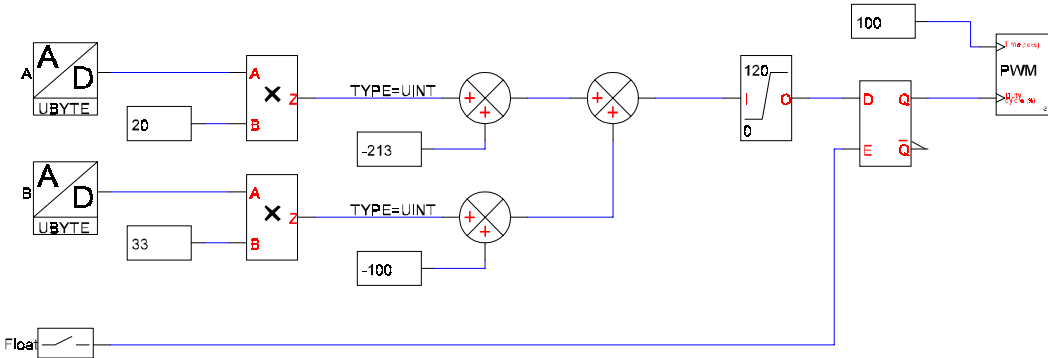 100
A
A
D
UBYTE
A
B
×
Z
20
TYPE=UINT
+
+
-213
+
+
120
0
I
O
D
Q
E
Q
PWM
B
A
D
UBYTE
A
B
×
Z
33
TYPE=UINT
+
+
-100
Float